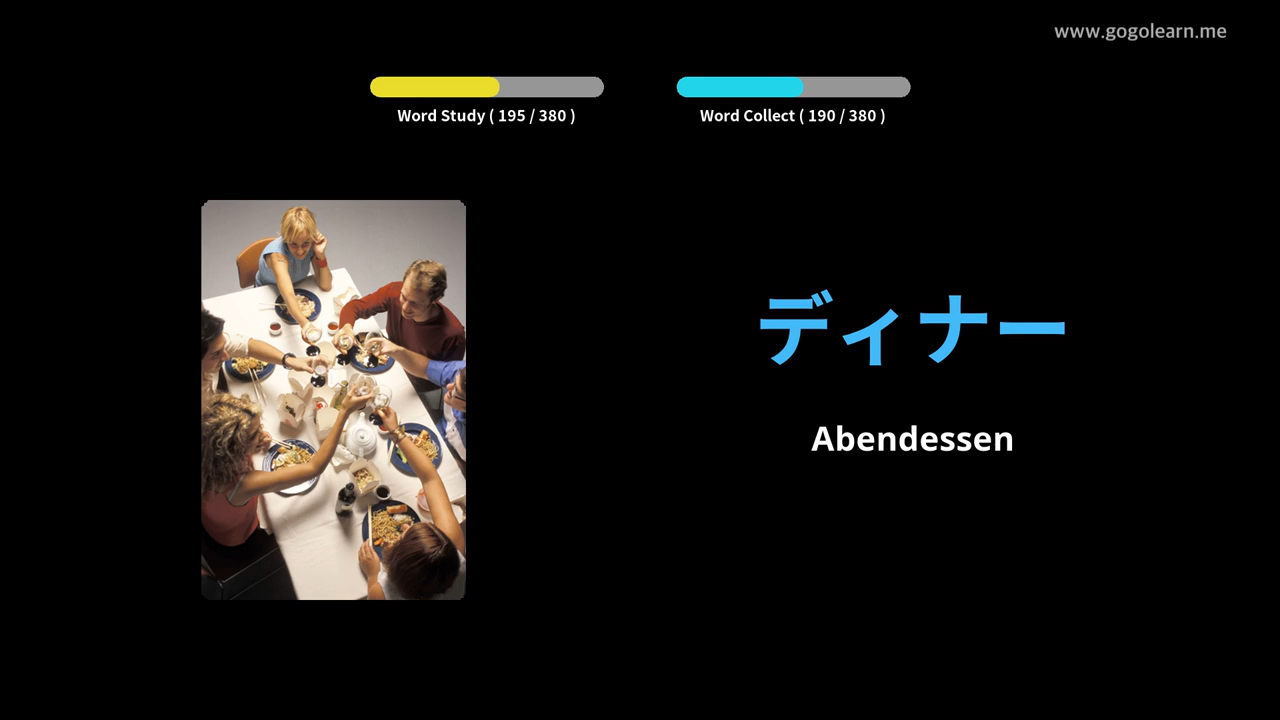 www.gogolearn.me
Word Study ( 195 / 380 )
Word Collect ( 190 / 380 )
ディナー
Abendessen